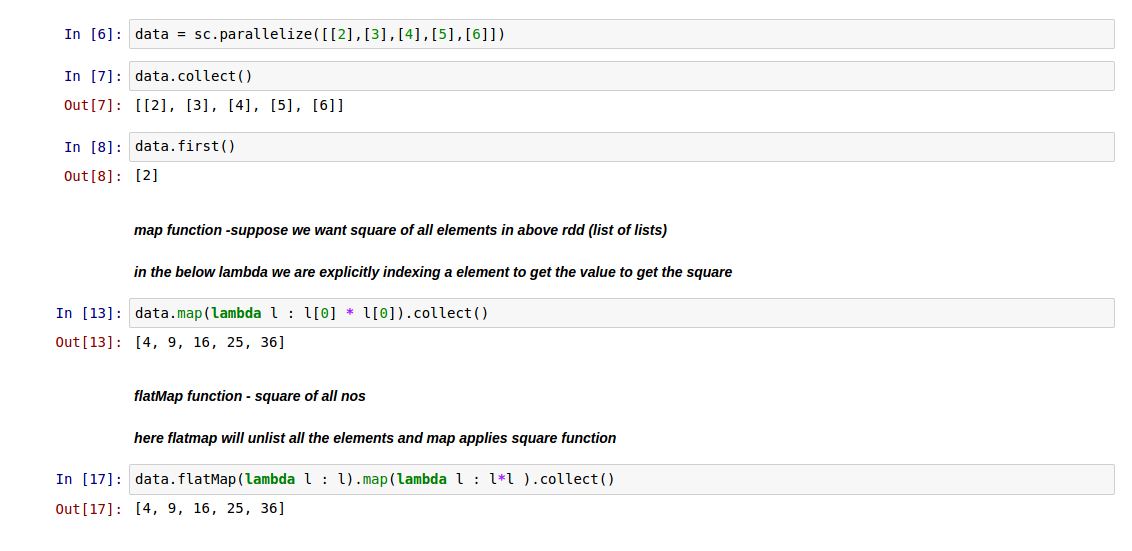 In [6]: data = sc.parallelize([[2],[3],[4],[5],[6]])
In [7]: data.collect()
Out[7]: [[2], [3], [4], [5], [6]]
In [8]: data.first()
Out[8]: [2]
map function -suppose we want square of all elements in above rdd (list of lists)
in the below lambda we are explicitly indexing a element to get the value to get the square
In [13]: data.map(lambda l : l[0] * l[0]).collect()
Out[13]: [4, 9, 16, 25, 36]
flatMap function - square of all nos
here flatmap will unlist all the elements and map applies square function
In [17]: data.flatMap(lambda l : l).map(lambda l : l*l ).collect()
Out[17]: [4, 9, 16, 25, 36]